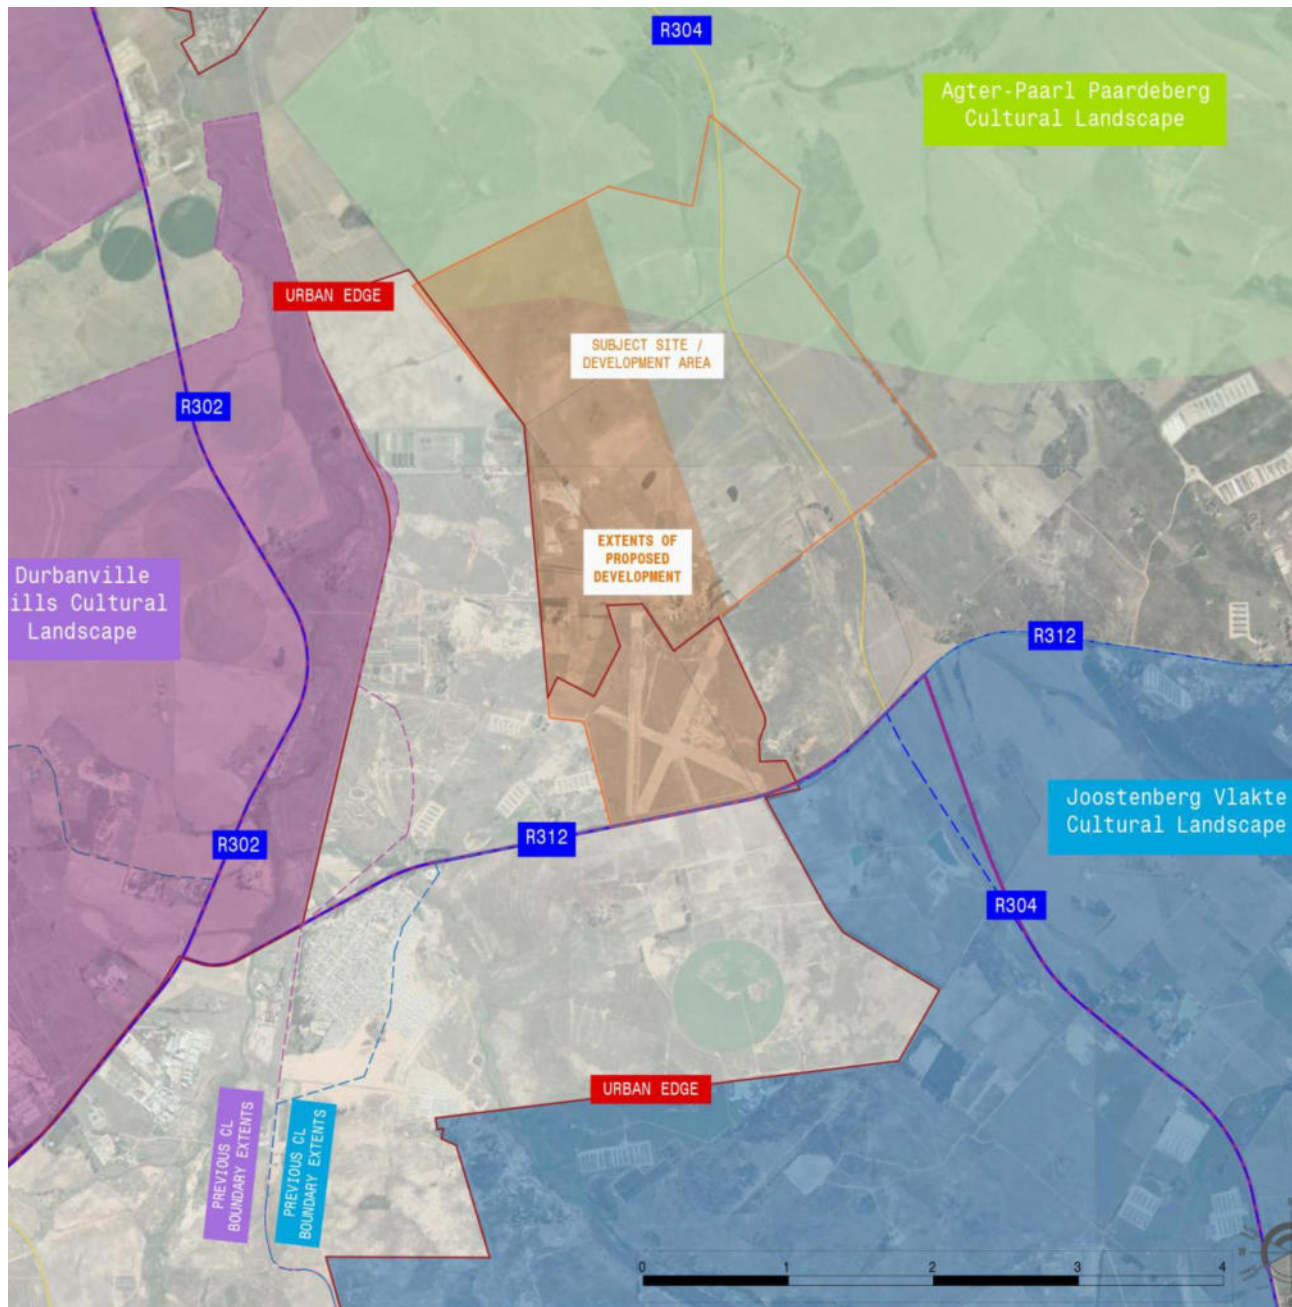 R304
Agter-Paarl Paardeberg
Cultural Landscape
URBAN EDGE
SUBJECT SITE /
DEVELOPMENT AREA
R302
EXTENTS OF
PROPOSED
DEVELOPMENT
Durbanville
ills Cultural
Landscape
R312
Joostenberg Vlakte
Cultural Landscape
R312
R302
R304
URBAN EDGE
PREVIOUS CL
BOUNDARY EXTENTS
PREVIOUS CL
BOUNDARY EXTENTS
0 1 2 3 4